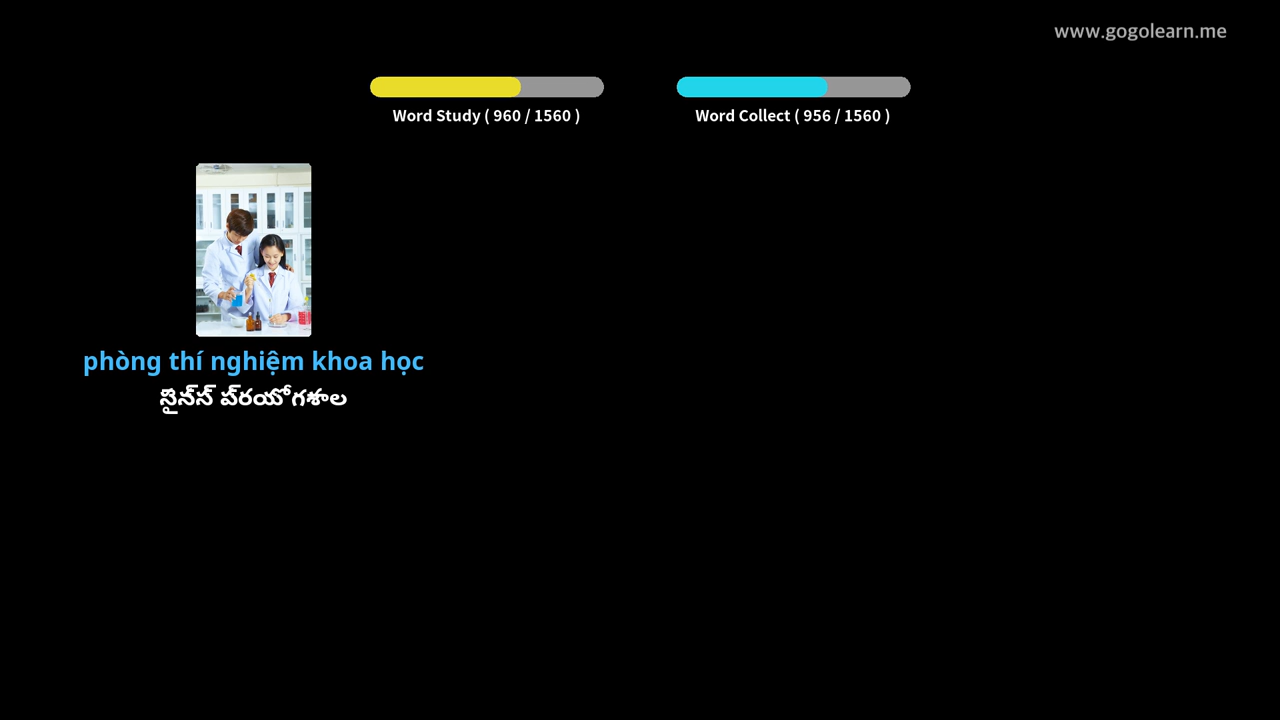 www.gogolearn.me
Word Study ( 960 / 1560 )
Word Collect ( 956 / 1560 )
phòng thí nghiệm khoa học
సైన్స్ ప్రయోగశాల